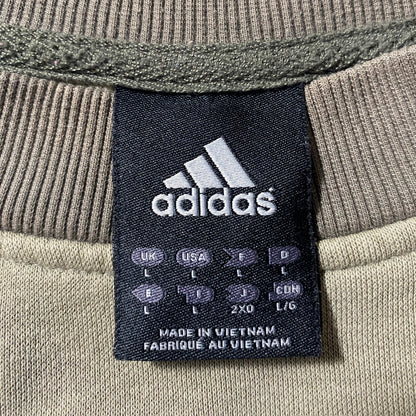 adidas
UK USA F D
L L L L
E I J CDN
L L 2XO L/G
MADE IN VIETNAM
FABRIQUÉ AU VIETNAM